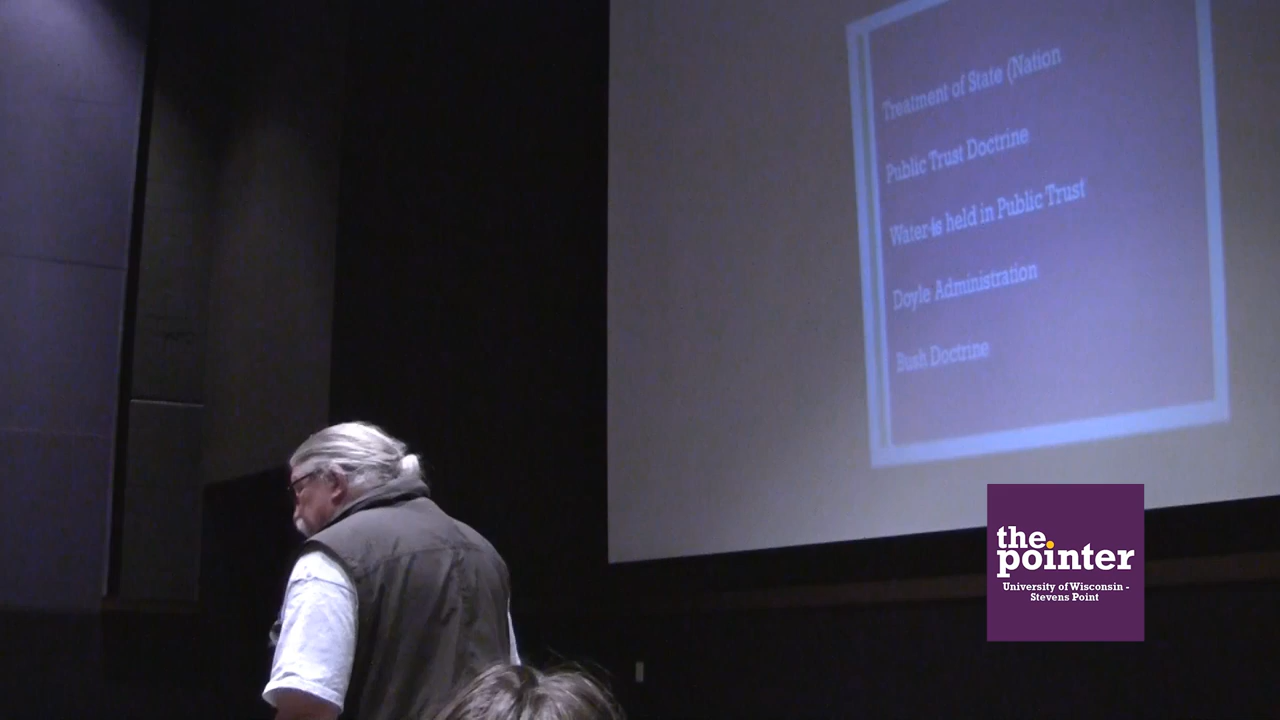 Treatment of State (Nation
Public Trust Doctrine
Water is held in Public Trust
Doyle Administration
Bush Doctrine
the
pointer
University of Wisconsin -
Stevens Point